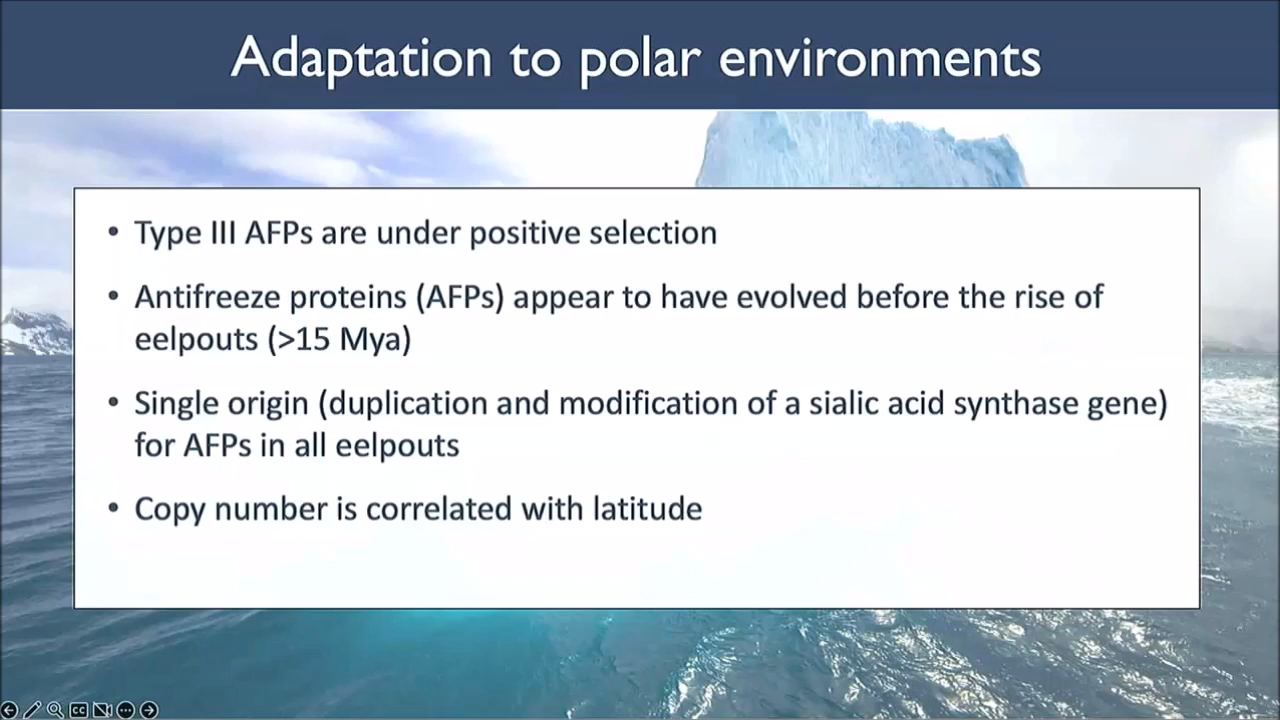 Adaptation to polar environments
• Type III AFPs are under positive selection
• Antifreeze proteins (AFPs) appear to have evolved before the rise of
eelpouts (>15 Mya)
• Single origin (duplication and modification of a sialic acid synthase gene)
for AFPs in all eelpouts
• Copy number is correlated with latitude
CC